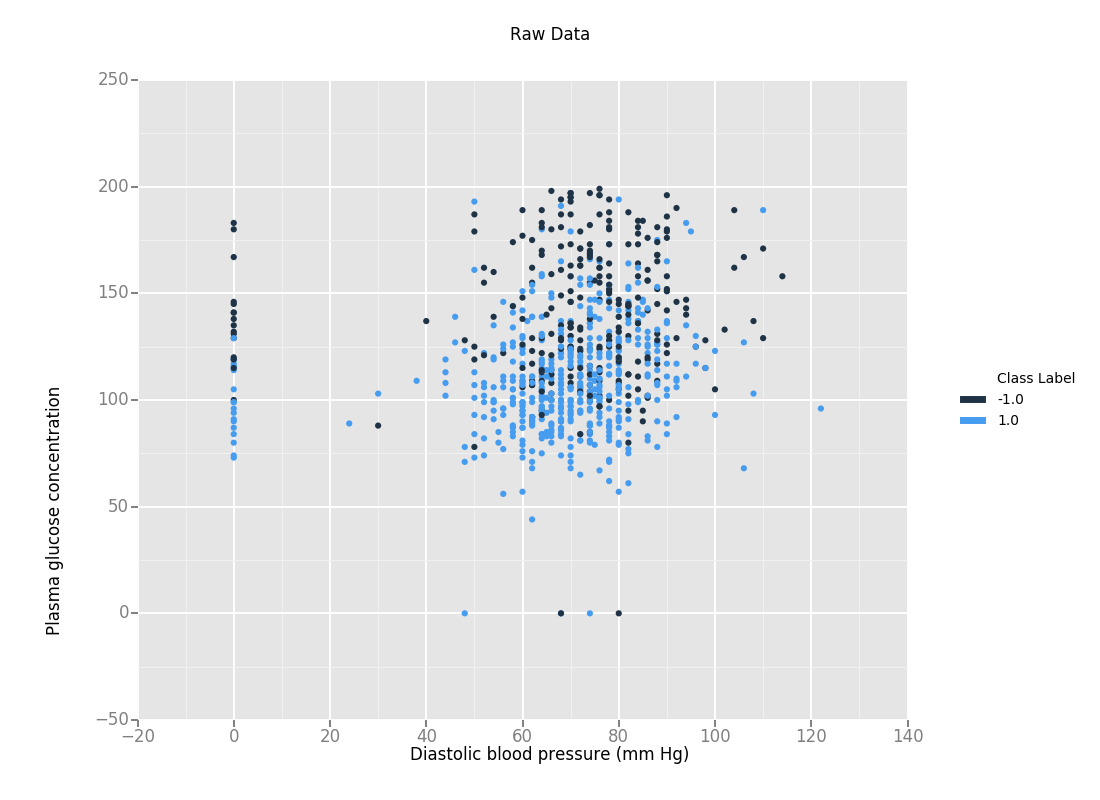 Raw Data
250
200
150
100
50
0
−50
Plasma glucose concentration
−20 0 20 40 60 80 100 120 140
Diastolic blood pressure (mm Hg)
Class Label
-1.0
1.0